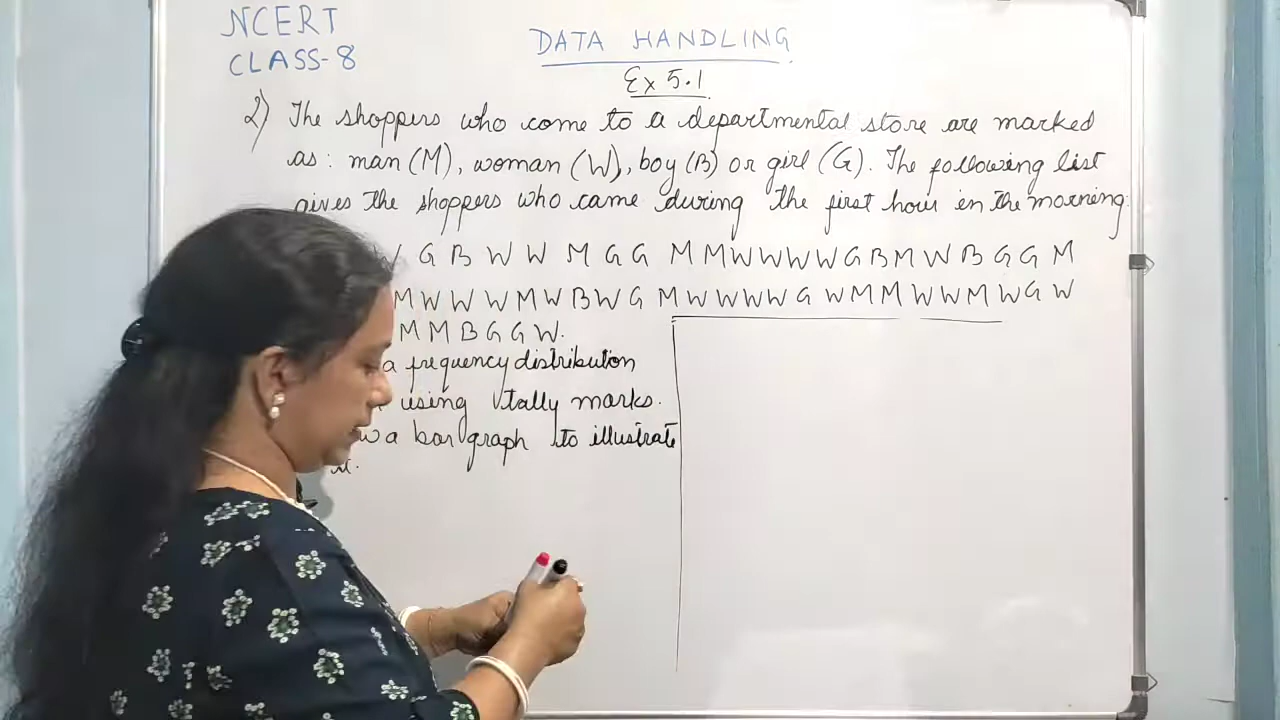 NCERT
CLASS-8
DATA HANDLING
Ex 5.1
2) The shoppers who come to a departmental store are marked
as : man (M), woman (W), boy (B) or girl (G). The following list
gives the shoppers who came during the first hour in the morning.
G B W W M G G M M W W W W G B M W B G G M
M W W W M W B W G M W W W W G W M M W W M W G W
M M B G G W.
a frequency distribution
using tally marks.
a bar graph to illustrate
it.